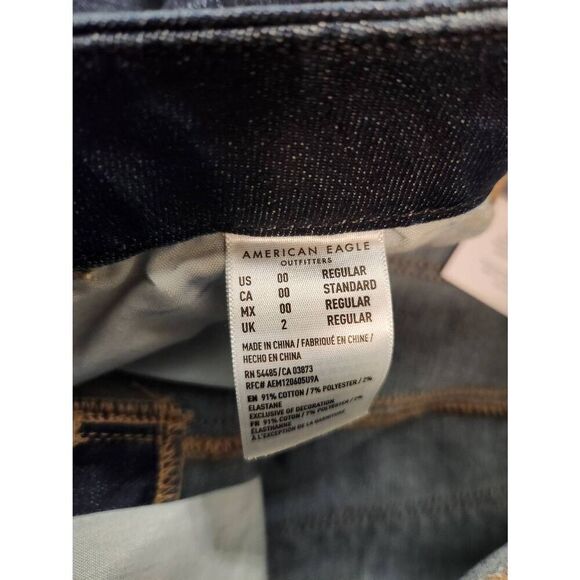 AMERICAN EAGLE
OUTFITTERS
US 00 REGULAR
CA 00 STANDARD
MX 00 REGULAR
UK 2 REGULAR
MADE IN CHINA / FABRIQUÉ EN CHINE /
HECHO EN CHINA
RN 54485/CA 03873
RFC# AEM120605U9A
EN 91% COTTON / 7% POLYESTER / 2%
ELASTANE
EXCLUSIVE OF DECORATION
FR 91% COTTON / 7% POLYESTER / 2%
ÉLASTHANNE
À L'EXCEPTION DE LA GARNITURE